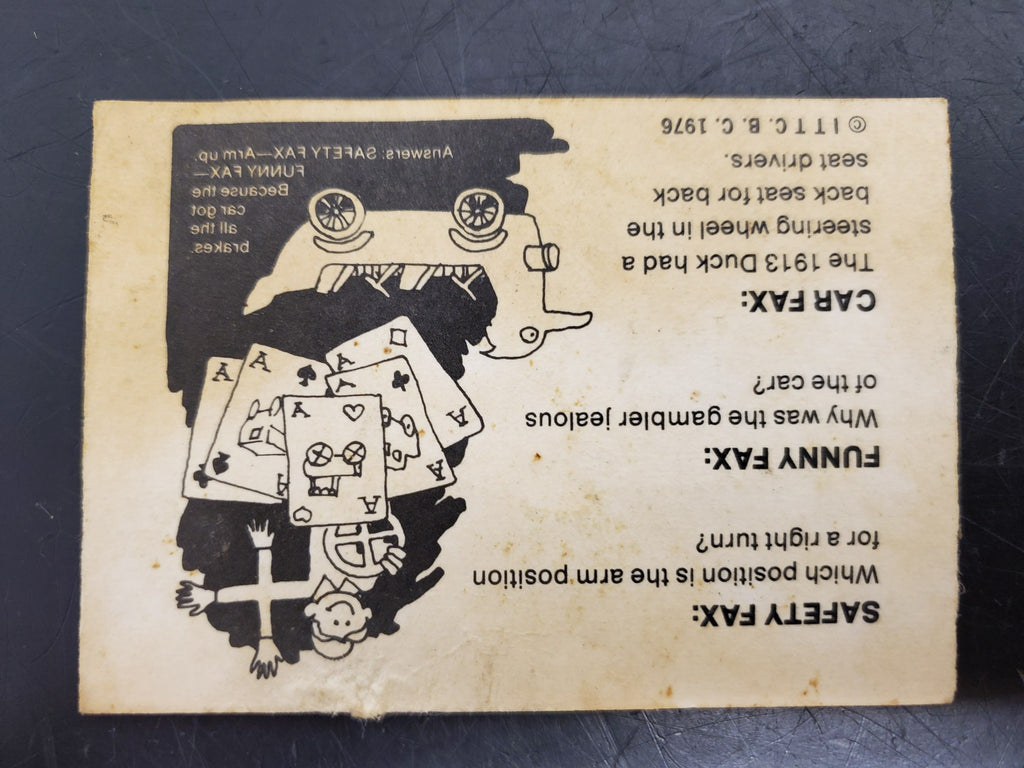 SAFETY FAX:
Which position is the arm position
for a right turn?
FUNNY FAX:
Why was the gambler jealous
of the car?
CAR FAX:
The 1913 Duck had a
steering wheel in the
back seat for back
seat drivers.
© I T T C. B. C. 1976
Answers: SAFETY FAX—Arm up.
FUNNY FAX—
Because the
car got
all the
brakes.
A
A
A
A
A
A
A
A
A